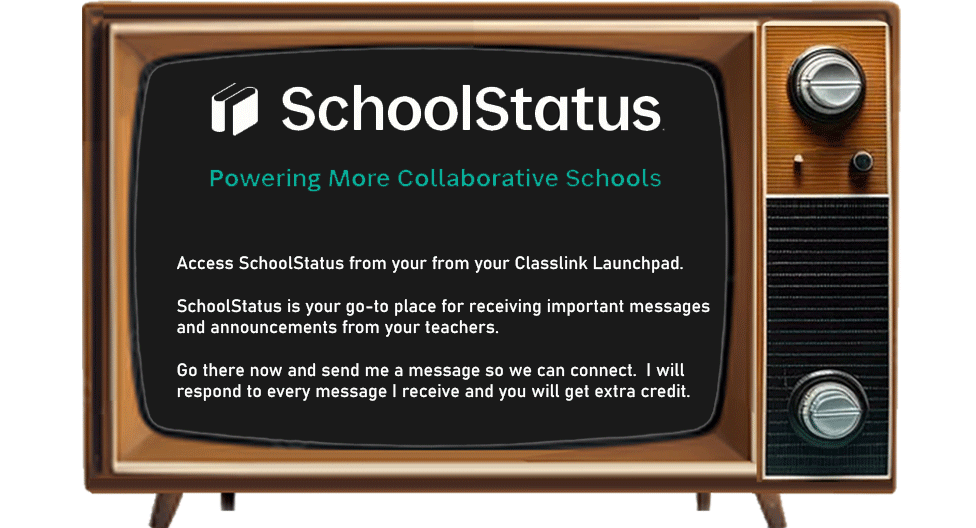 SchoolStatus
Powering More Collaborative Schools
Access SchoolStatus from your from your Classlink Launchpad.
SchoolStatus is your go-to place for receiving important messages
and announcements from your teachers.
Go there now and send me a message so we can connect.  I will
respond to every message I receive and you will get extra credit.